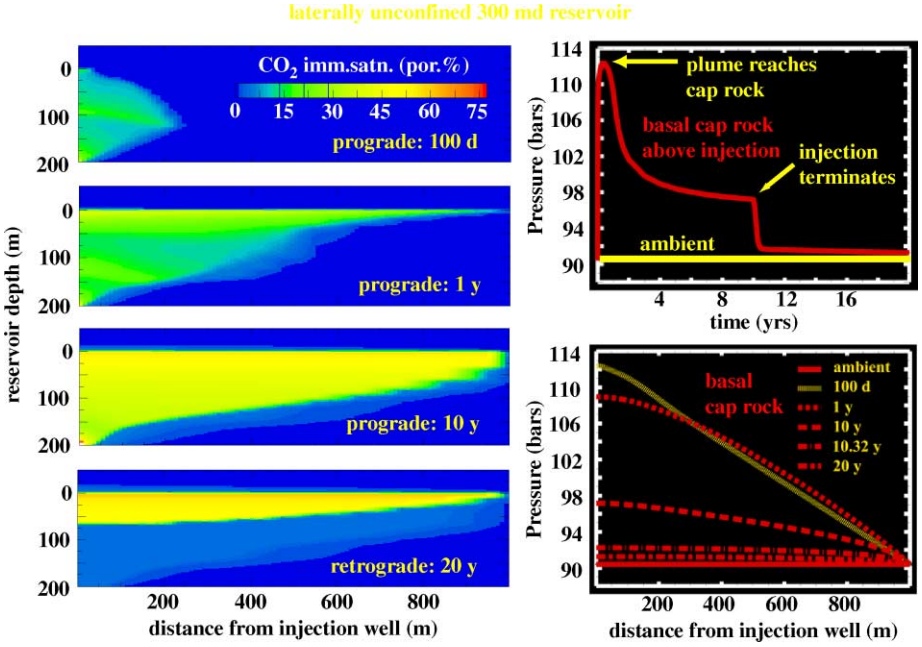 laterally unconfined 300 md reservoir
CO2 imm.satn. (por.%)
0 15 30 45 60 75
prograde: 100 d
0
100
200
prograde: 1 y
0
100
200
prograde: 10 y
0
100
200
retrograde: 20 y
0
100
200
reservoir depth (m)
200 400 600 800
distance from injection well (m)
114
110
106
102
98
94
90
Pressure (bars)
plume reaches
cap rock
basal cap rock
above injection
injection
terminates
ambient
4 8 12 16
time (yrs)
114
110
106
102
98
94
90
Pressure (bars)
basal
cap rock
ambient
100 d
1 y
10 y
10.32 y
20 y
200 400 600 800
distance from injection well (m)